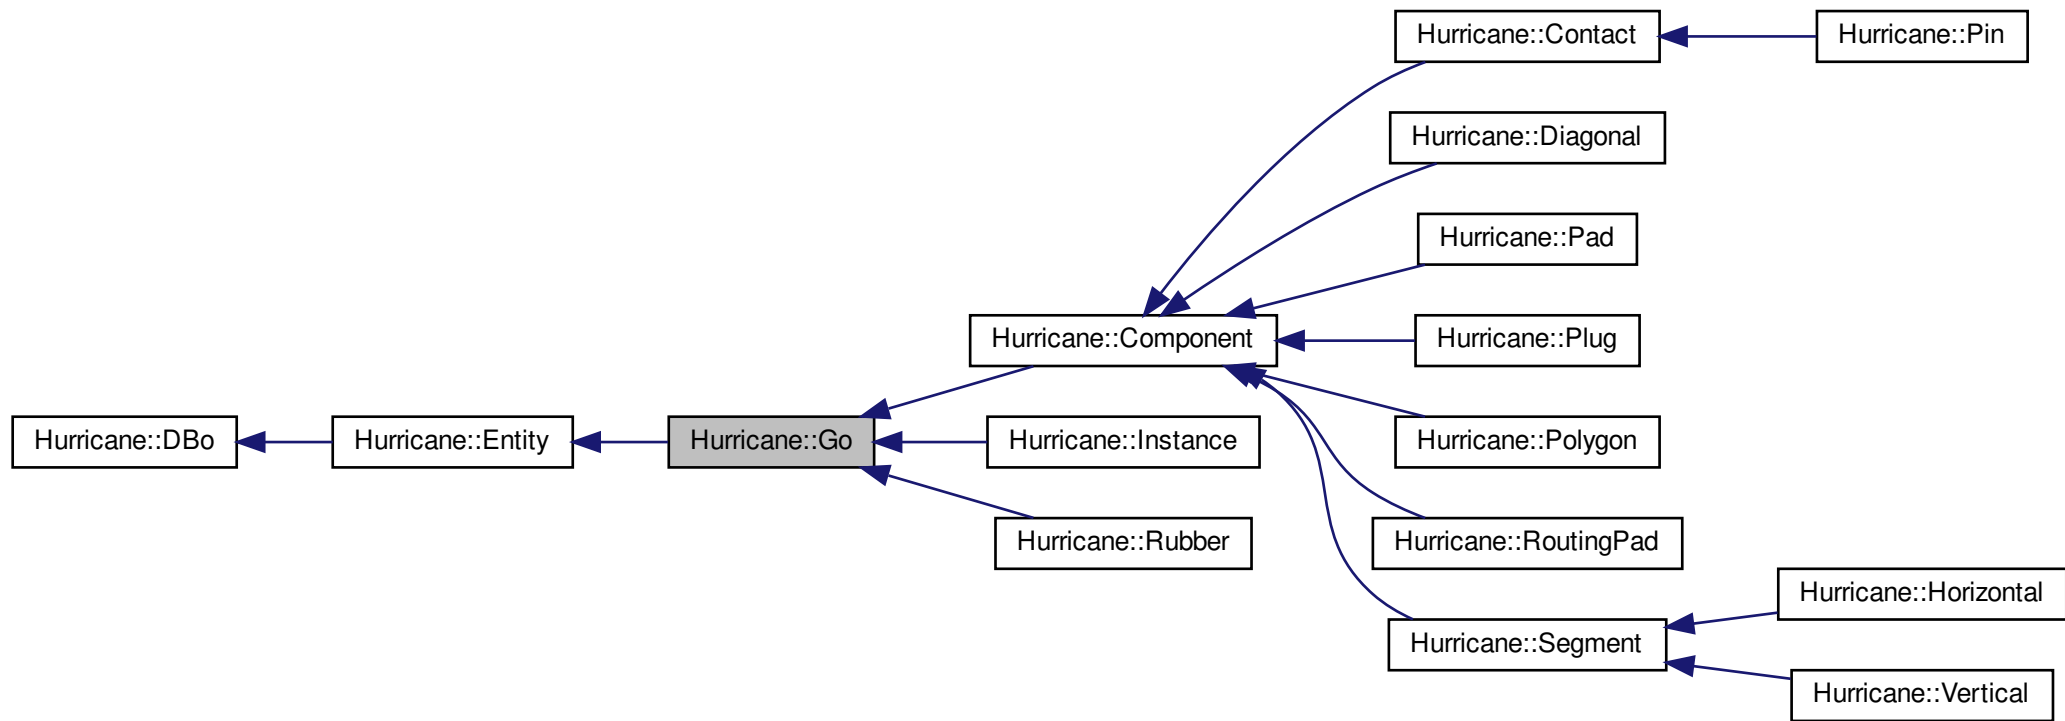 Hurricane::Contact
Hurricane::Pin
Hurricane::Diagonal
Hurricane::Pad
Hurricane::Component
Hurricane::Plug
Hurricane::DBo
Hurricane::Entity
Hurricane::Go
Hurricane::Instance
Hurricane::Polygon
Hurricane::Rubber
Hurricane::RoutingPad
Hurricane::Horizontal
Hurricane::Segment
Hurricane::Vertical